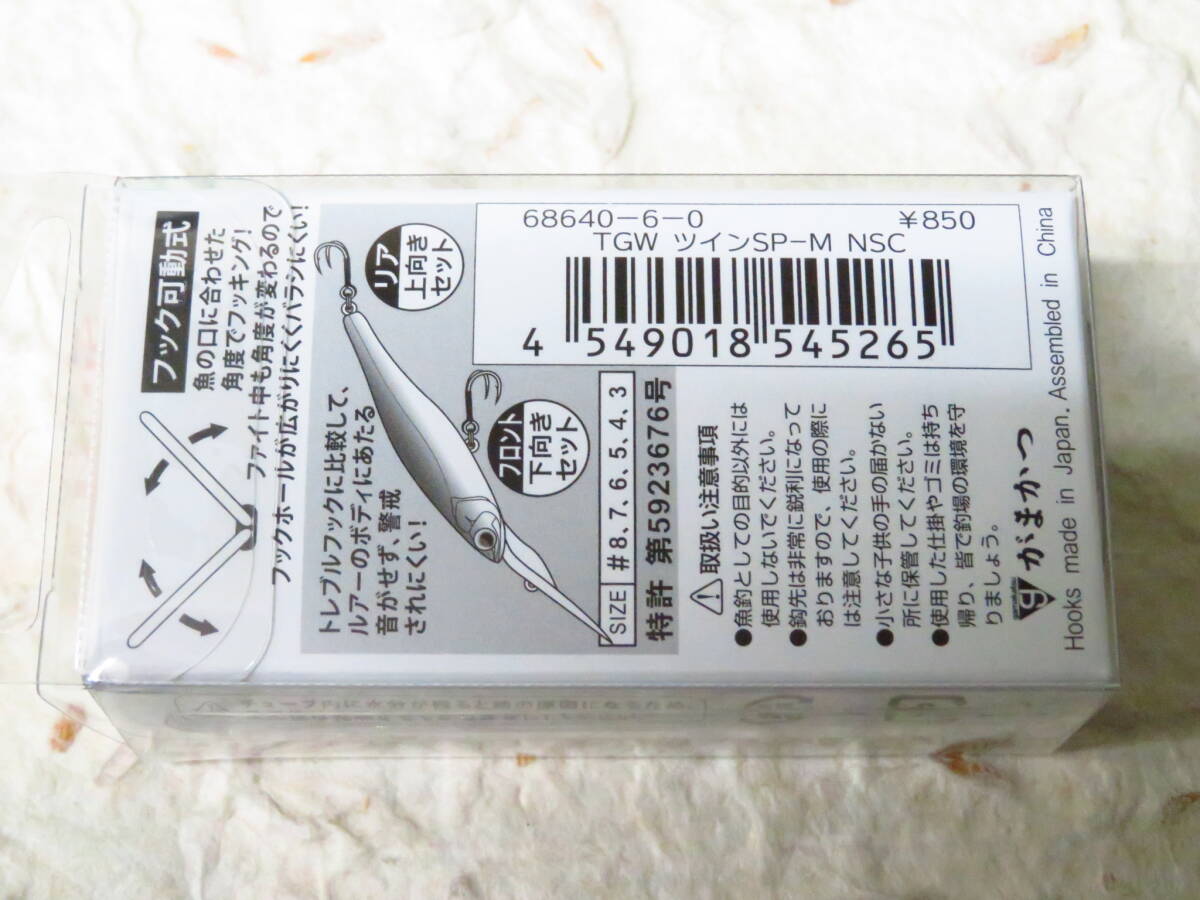 フック可動式
魚の口に合わせた
角度でフッキング!
ファイト中も角度が変わるので
フックホールが広がりにくくバラシにくい!
リア
上向き
セット
トレブルフックに比較して、
ルアーのボディにあたる
音がせず、警戒
されにくい!
フロント
下向き
セット
SIZE #8. 7. 6. 5. 4. 3
特許 第5923676号
68640-6-0 ¥850
TGW ツインSP-M NSC
4 549018 545265
⚠取扱い注意事項
●魚釣としての目的以外には
使用しないでください。
●鈎先は非常に鋭利になって
おりますので、使用の際に
は注意してください。
●小さな子供の手の届かない
所に保管してください。
●使用した仕掛やゴミは持ち
帰り、皆で釣場の環境を守
りましょう。
がまかつ
Hooks made in Japan. Assembled in China